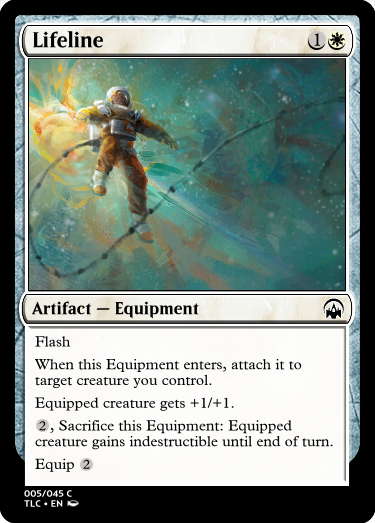 Lifeline 1
Artifact — Equipment
Flash
When this Equipment enters, attach it to
target creature you control.
Equipped creature gets +1/+1.
2, Sacrifice this Equipment: Equipped
creature gains indestructible until end of turn.
Equip 2
005/045 C
TLC • EN